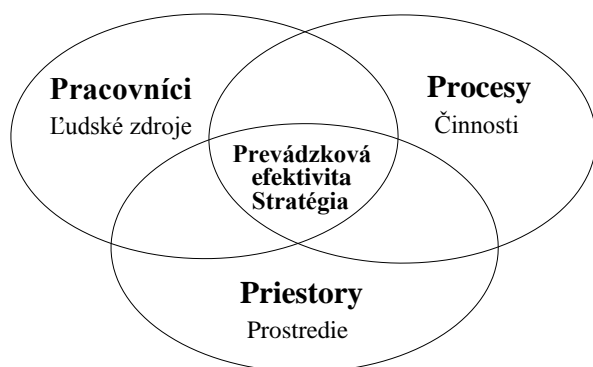 Pracovníci
Ľudské zdroje
Procesy
Činnosti
Prevádzková
efektivita
Stratégia
Priestory
Prostredie